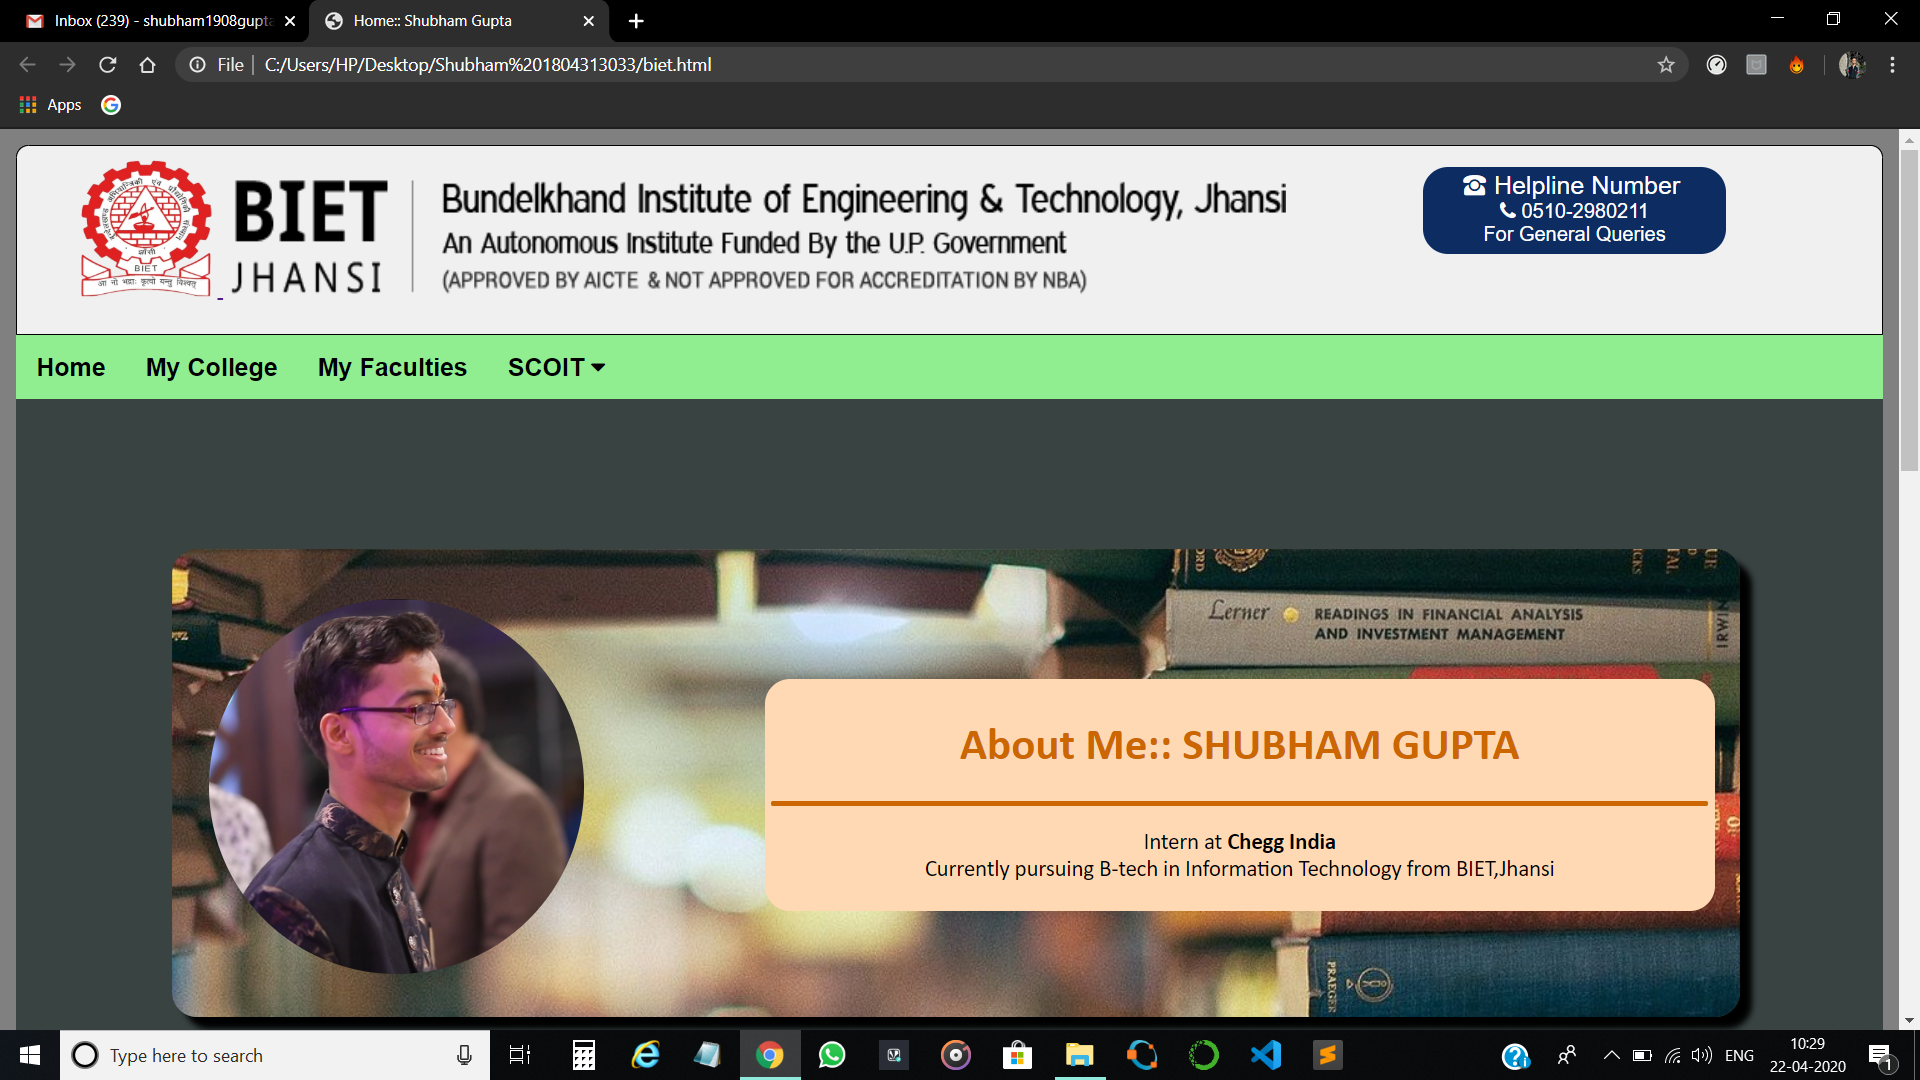 Inbox (239) - shubham1908gupta
Home:: Shubham Gupta
File
C:/Users/HP/Desktop/Shubham%201804313033/biet.html
Apps
BIET
JHANSI
BIET
Bundelkhand Institute of Engineering & Technology, Jhansi
An Autonomous Institute Funded By the U.P. Government
(APPROVED BY AICTE & NOT APPROVED FOR ACCREDITATION BY NBA)
Helpline Number
0510-2980211
For General Queries
Home
My College
My Faculties
SCOIT
Lerner
READINGS IN FINANCIAL ANALYSIS
AND INVESTMENT MANAGEMENT
IRWIN
About Me:: SHUBHAM GUPTA
Intern at Chegg India
Currently pursuing B-tech in Information Technology from BIET,Jhansi
PRAEGER
Type here to search
ENG
10:29
22-04-2020
1